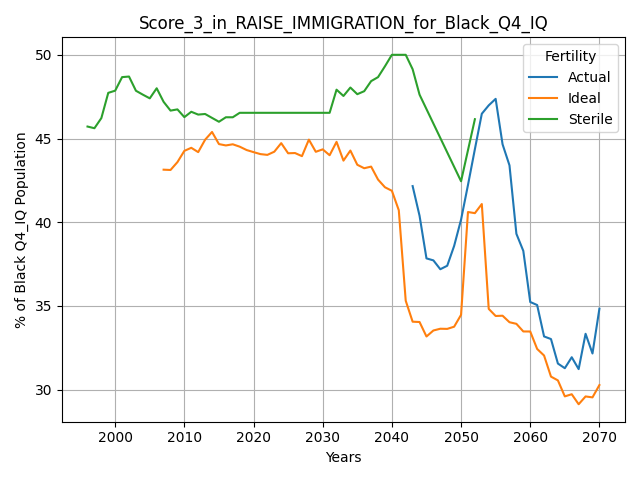 Score_3_in_RAISE_IMMIGRATION_for_Black_Q4_IQ
% of Black Q4_IQ Population
50
45
40
35
30
Fertility
Actual
Ideal
Sterile
2000 2010 2020 2030 2040 2050 2060 2070
Years